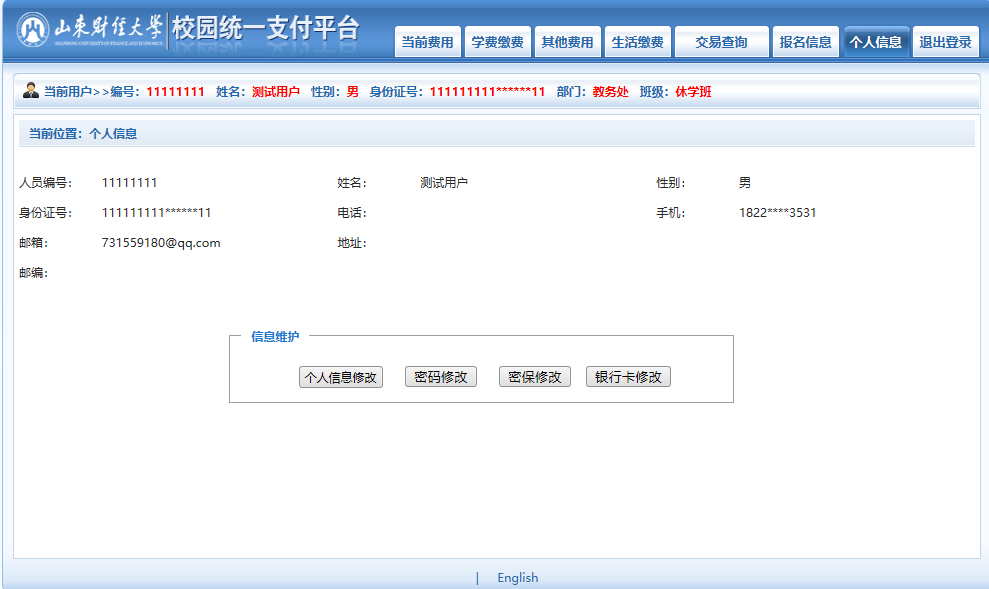 山东财经大学 校园统一支付平台
SHANDONG UNIVERSITY OF FINANCE AND ECONOMICS
当前费用 学费缴费 其他费用 生活缴费 交易查询 报名信息 个人信息 退出登录
当前用户>>编号：11111111 姓名：测试用户 性别：男 身份证号：111111111******11 部门：教务处 班级：休学班
当前位置：个人信息
人员编号： 11111111 姓名： 测试用户 性别： 男
身份证号： 111111111******11 电话： 手机： 1822****3531
邮箱： 731559180@qq.com 地址：
邮编：
信息维护
个人信息修改 密码修改 密保修改 银行卡修改
| English